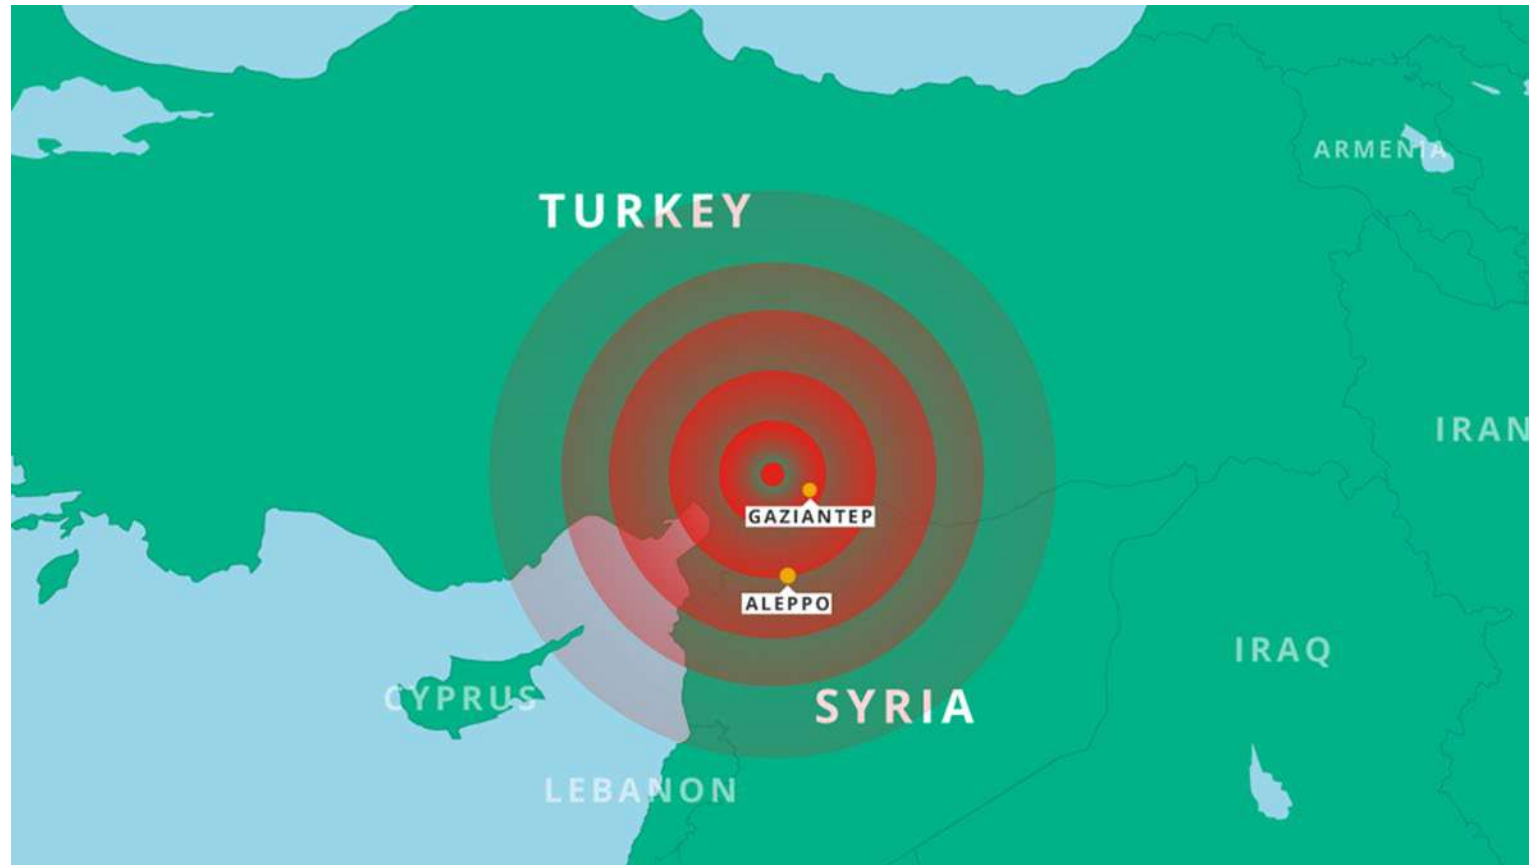 ARMENIA
TURKEY
IRAN
GAZIANTEP
ALEPPO
IRAQ
CYPRUS
SYRIA
LEBANON